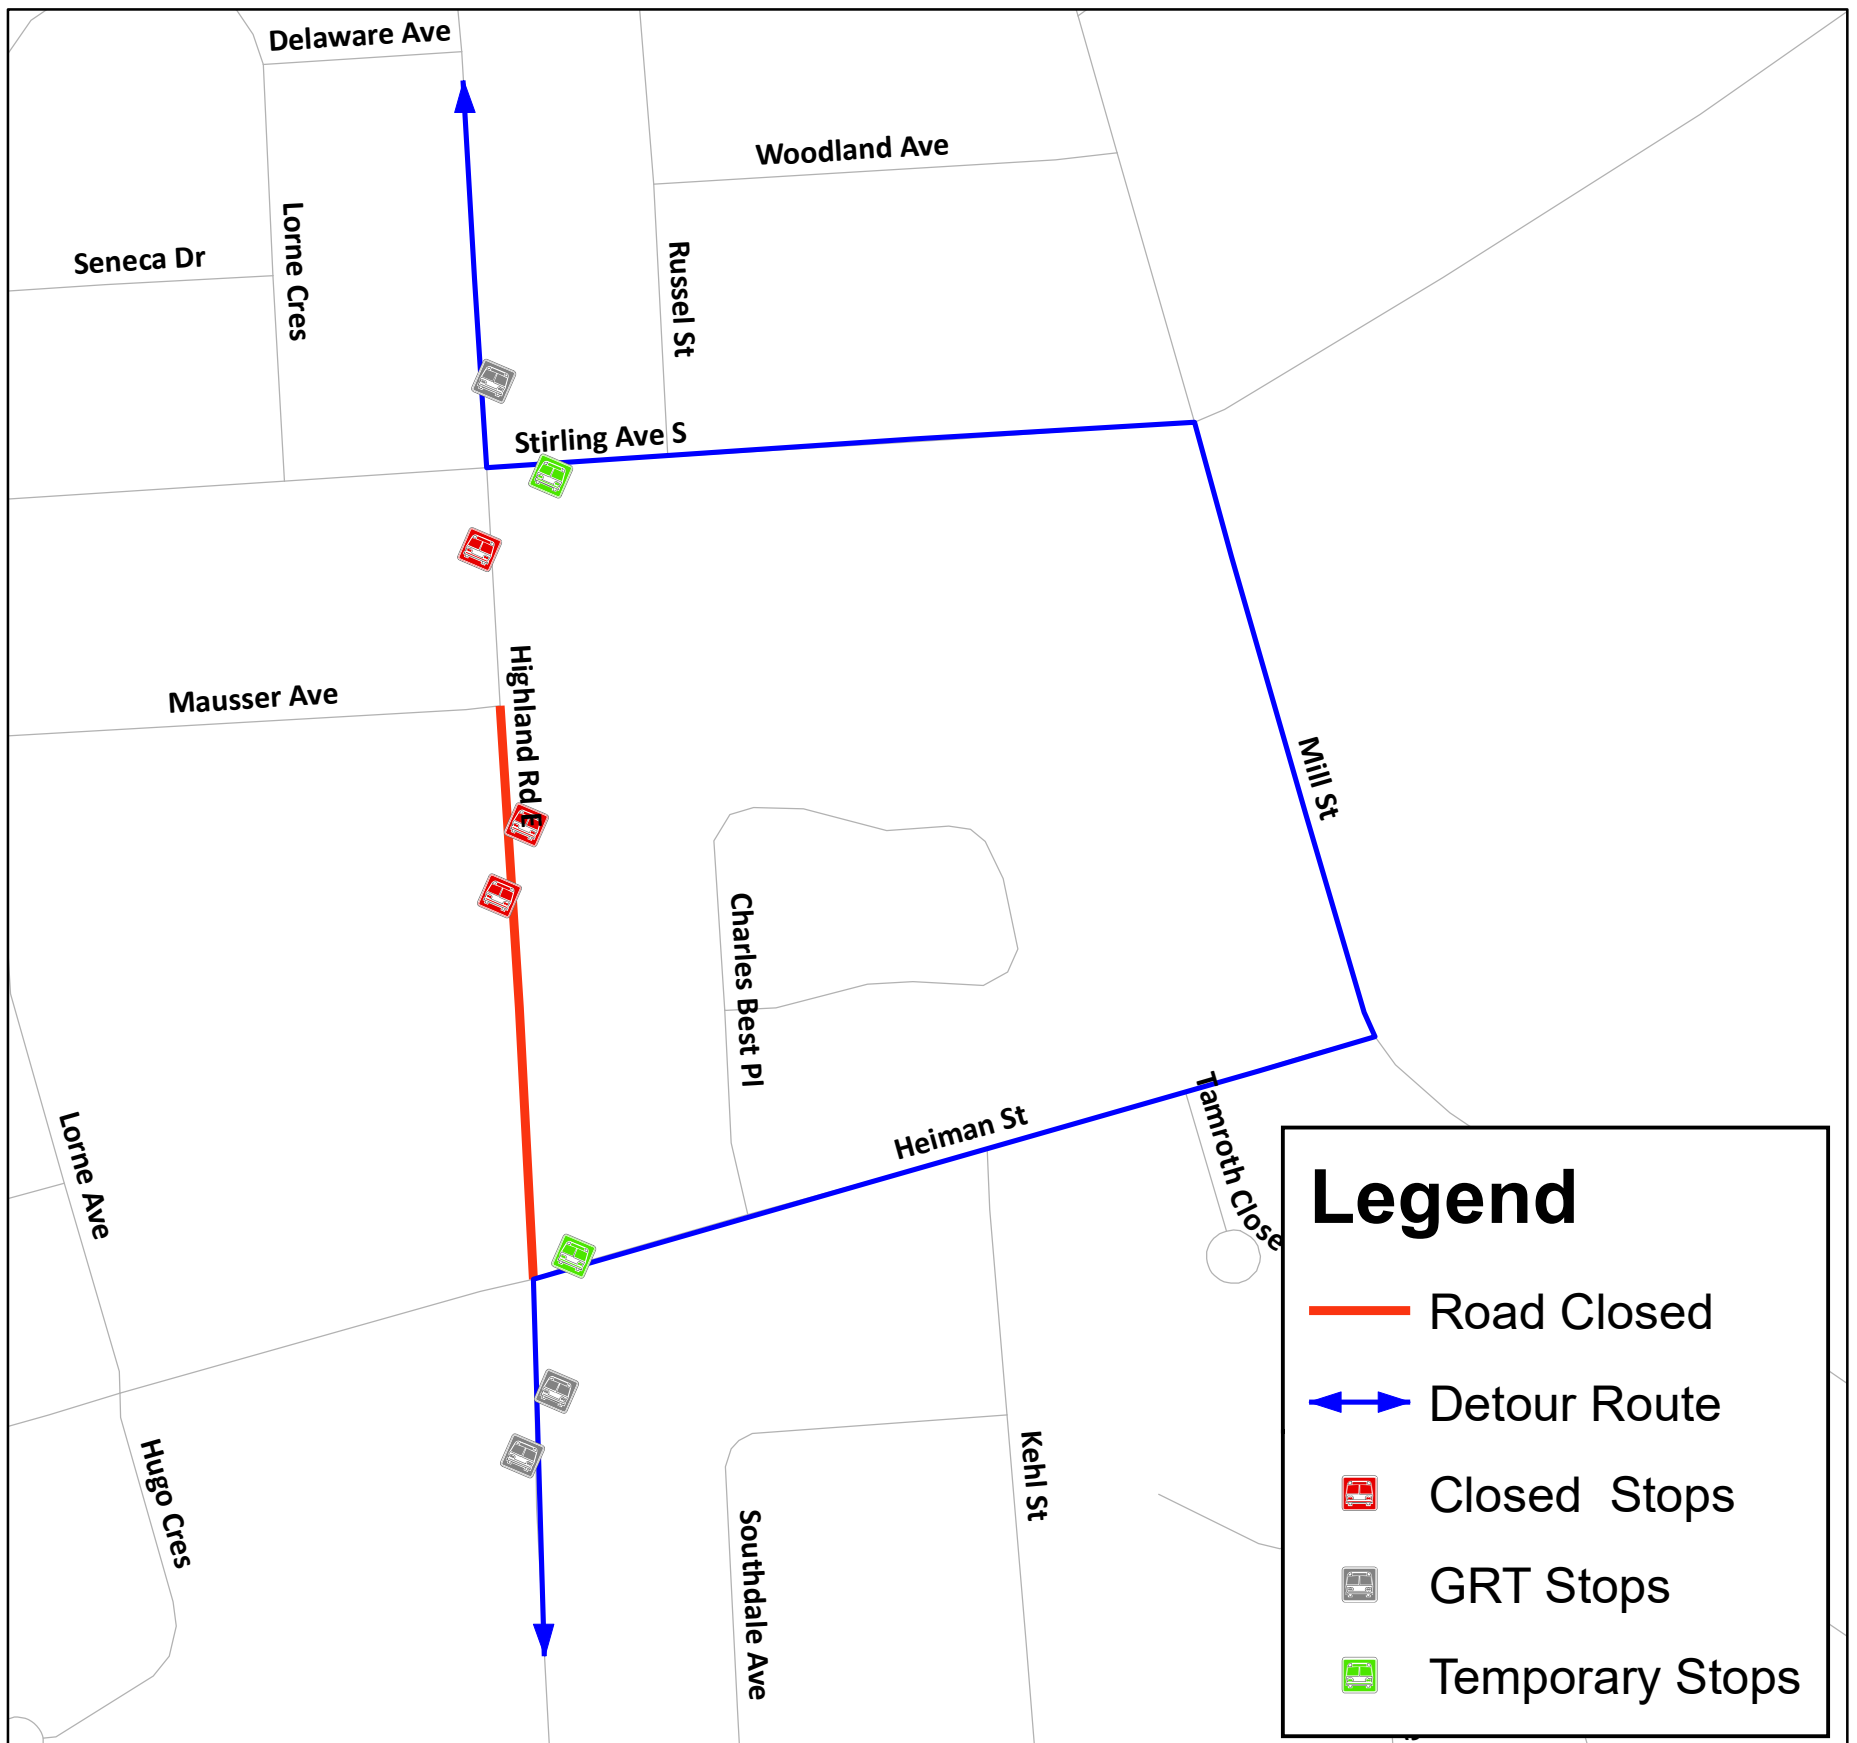 Delaware Ave
Woodland Ave
Lorne Cres
Seneca Dr
Russel St
Stirling Ave S
Highland Rd E
Mausser Ave
Mill St
Charles Best Pl
Tamroth Close
Heiman St
Lorne Ave
Hugo Cres
Kehl St
Southdale Ave
Legend
Road Closed
Detour Route
Closed Stops
GRT Stops
Temporary Stops